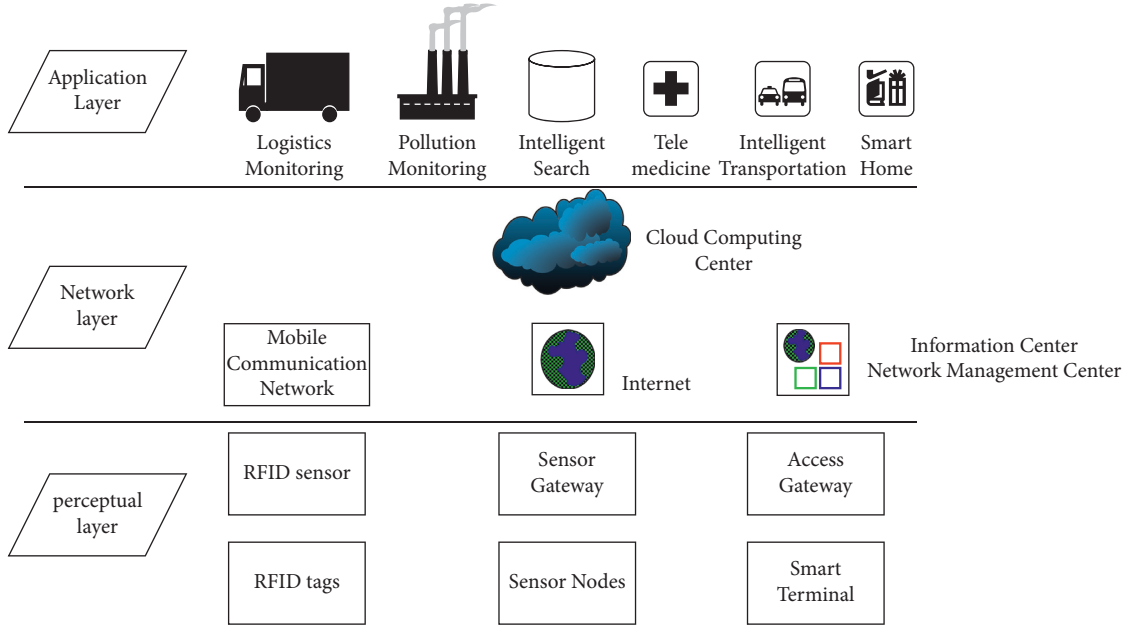 Application
Layer
Logistics
Monitoring
Pollution
Monitoring
Intelligent
Search
Tele
medicine
Intelligent
Transportation
Smart
Home
Network
layer
Cloud Computing
Center
Mobile
Communication
Network
Internet
Information Center
Network Management Center
perceptual
layer
RFID sensor
Sensor
Gateway
Access
Gateway
RFID tags
Sensor Nodes
Smart
Terminal